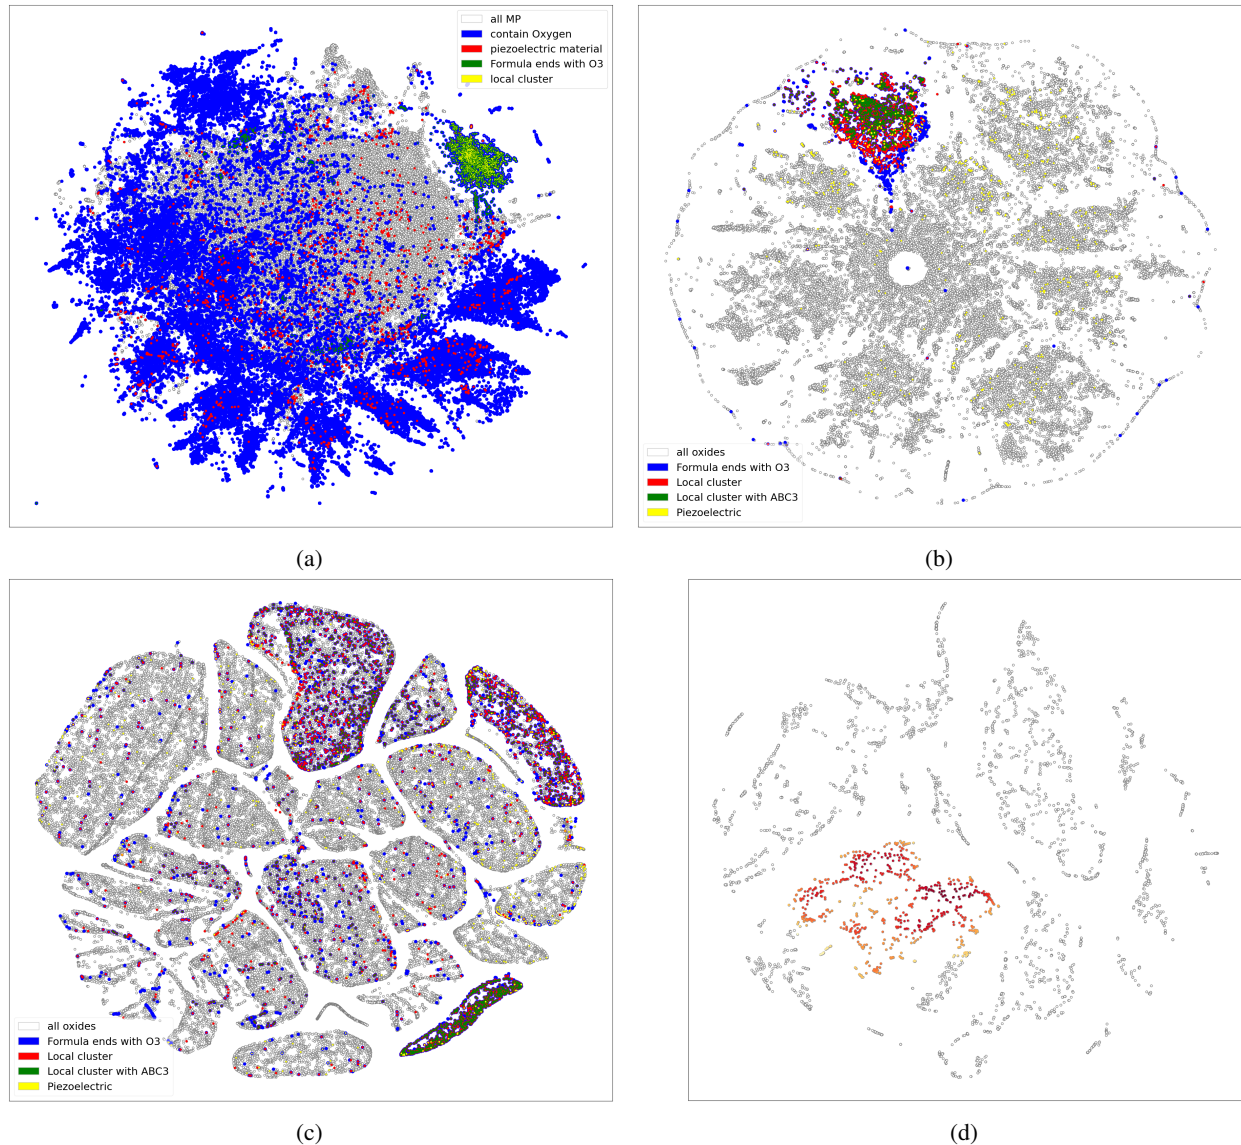 all MP
contain Oxygen
piezoelectric material
Formula ends with O3
local cluster
all oxides
Formula ends with O3
Local cluster
Local cluster with ABC3
Piezoelectric
(a)
(b)
all oxides
Formula ends with O3
Local cluster
Local cluster with ABC3
Piezoelectric
(c)
(d)